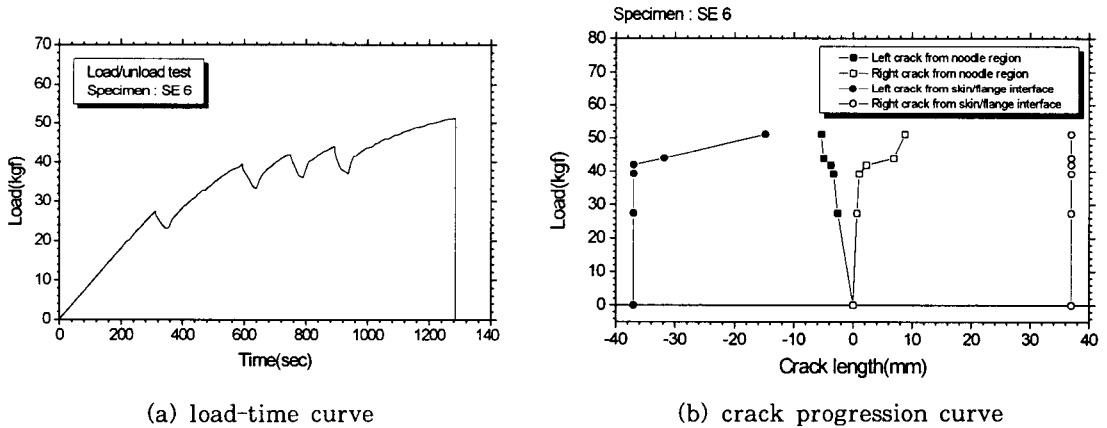 Load/unload test
Specimen : SE 6
70
60
50
40
30
20
10
0
Load(kgf)
0 200 400 600 800 1000 1200 140
Time(sec)
(a) load-time curve
Specimen : SE 6
Left crack from noodle region
Right crack from noodle region
Left crack from skin/flange interface
Right crack from skin/flange interface
80
70
60
50
40
30
20
10
0
Load(kgf)
-40 -30 -20 -10 0 10 20 30 40
Crack length(mm)
(b) crack progression curve